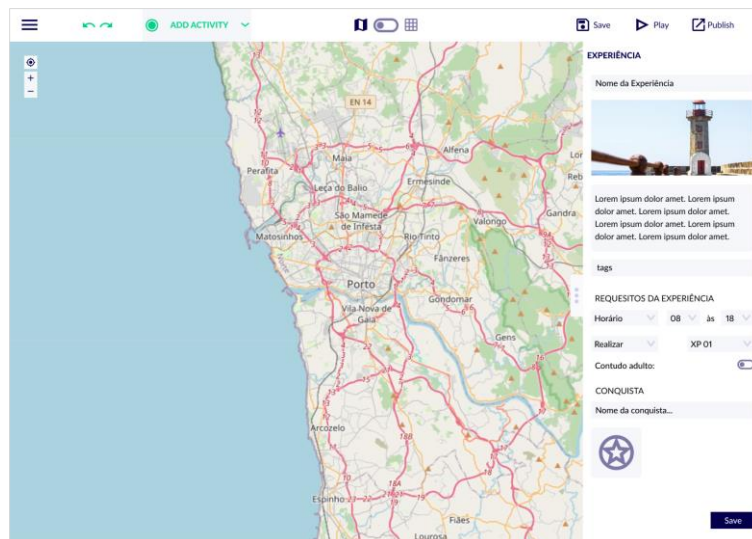 ADD ACTIVITY
Save
Play
Publish
EXPERIÊNCIA
Nome da Experiência
Lorem ipsum dolor amet. Lorem ipsum
dolor amet. Lorem ipsum dolor amet.
Lorem ipsum dolor amet. Lorem ipsum
dolor amet. Lorem ipsum dolor amet.
tags
REQUESITOS DA EXPERIÊNCIA
Horário 08 às 18
Realizar XP 01
Contudo adulto:
CONQUISTA
Nome da conquista...
Save
+
−
EN 14
Alfena
Maia
Perafita
Ermesinde
Leça do Balio
São Mamede
de Infesta
Valongo
Gandra
Matosinhos
Rio Tinto
Fânzeres
Porto
Gondomar
Vila Nova de
Gaia
Gens
Arcozelo
18B
18A
Espinho
Fiães
Lourosa